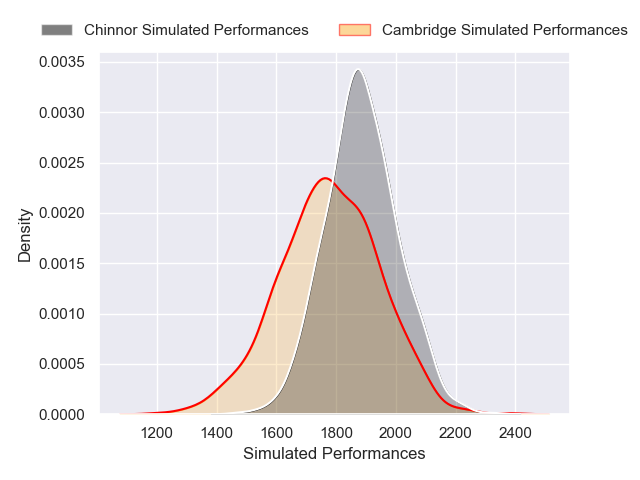 Chinnor Simulated Performances
Cambridge Simulated Performances
0.0035
0.0030
0.0025
0.0020
0.0015
0.0010
0.0005
0.0000
Density
1200 1400 1600 1800 2000 2200 2400
Simulated Performances